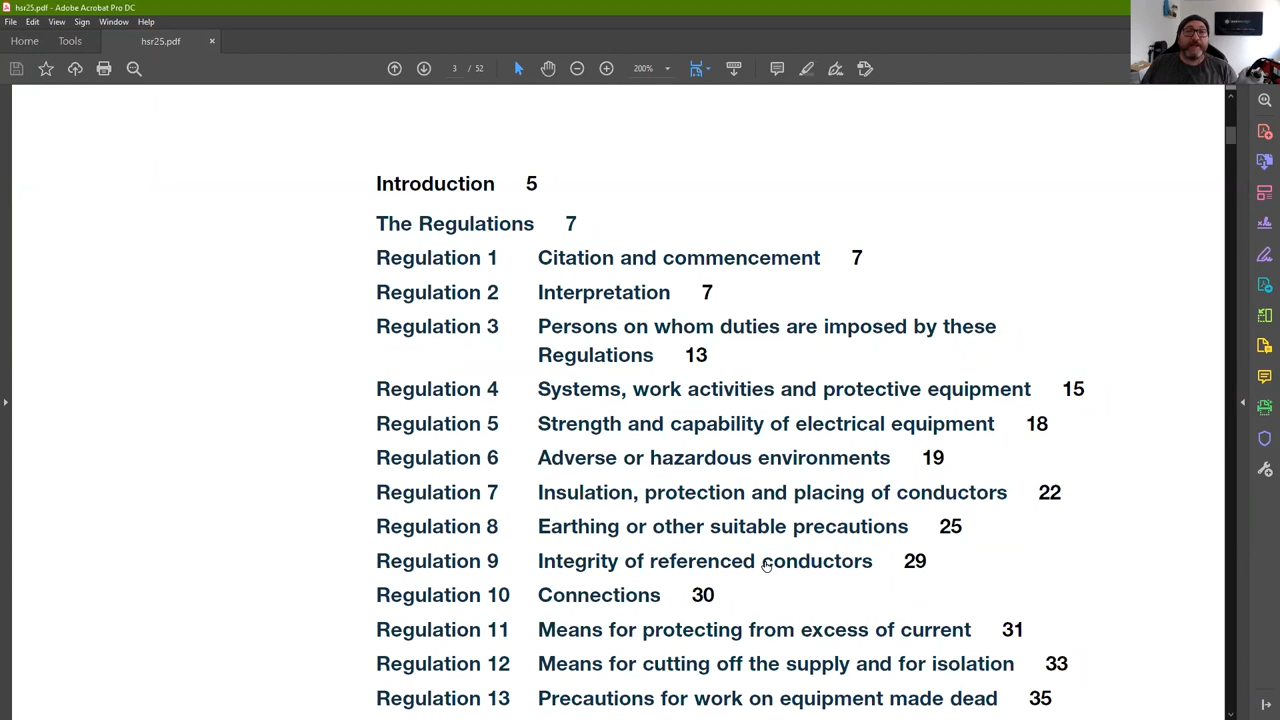 hsr25.pdf - Adobe Acrobat Pro DC
File Edit View Sign Window Help
Home Tools hsr25.pdf ×
3 / 52 200%
Introduction 5
The Regulations 7
Regulation 1 Citation and commencement 7
Regulation 2 Interpretation 7
Regulation 3 Persons on whom duties are imposed by these
Regulations 13
Regulation 4 Systems, work activities and protective equipment 15
Regulation 5 Strength and capability of electrical equipment 18
Regulation 6 Adverse or hazardous environments 19
Regulation 7 Insulation, protection and placing of conductors 22
Regulation 8 Earthing or other suitable precautions 25
Regulation 9 Integrity of referenced conductors 29
Regulation 10 Connections 30
Regulation 11 Means for protecting from excess of current 31
Regulation 12 Means for cutting off the supply and for isolation 33
Regulation 13 Precautions for work on equipment made dead 35